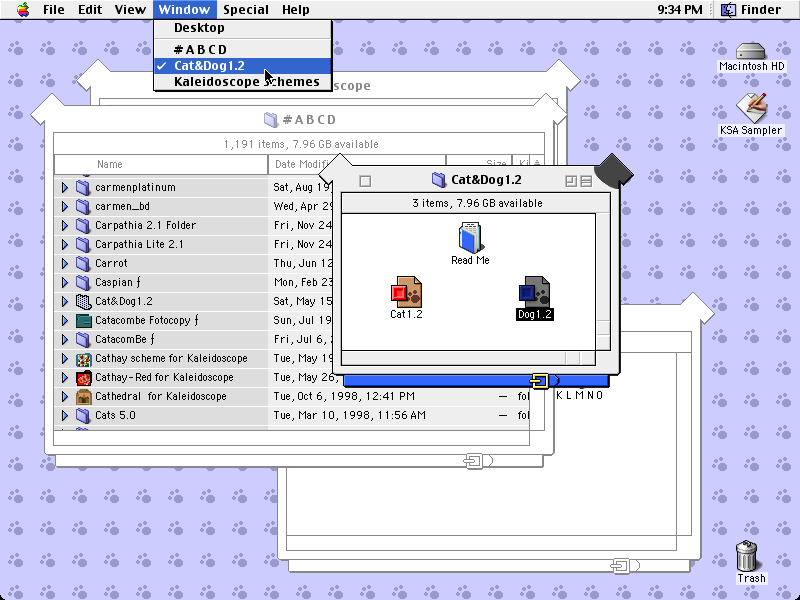 File Edit View Window Special Help 9:34 PM Finder
Desktop
# A B C D
✓ Cat&Dog1.2
Kaleidoscope Schemes
scope
Macintosh HD
KSA Sampler
# A B C D
1,191 items, 7.96 GB available
Name Date Modifi Size Ki
carmenplatinum Sat, Aug 19
carmen_bd Wed, Apr 29
Carpathia 2.1 Folder Fri, Nov 24
Carpathia Lite 2.1 Fri, Nov 24
Carrot Thu, Jun 12
Caspian ƒ Mon, Feb 23
Cat&Dog1.2 Sat, May 15
Catacombe Fotocopy ƒ Sun, Jul 19
CatacomBe ƒ Fri, Jul 6,
Cathay scheme for Kaleidoscope Tue, May 19
Cathay-Red for Kaleidoscope Tue, May 26,
Cathedral for Kaleidoscope Tue, Oct 6, 1998, 12:41 PM — fol
Cats 5.0 Tue, Mar 10, 1998, 11:56 AM — fol
Cat&Dog1.2
3 items, 7.96 GB available
Read Me
Cat1.2
Dog1.2
K L M N O
Trash